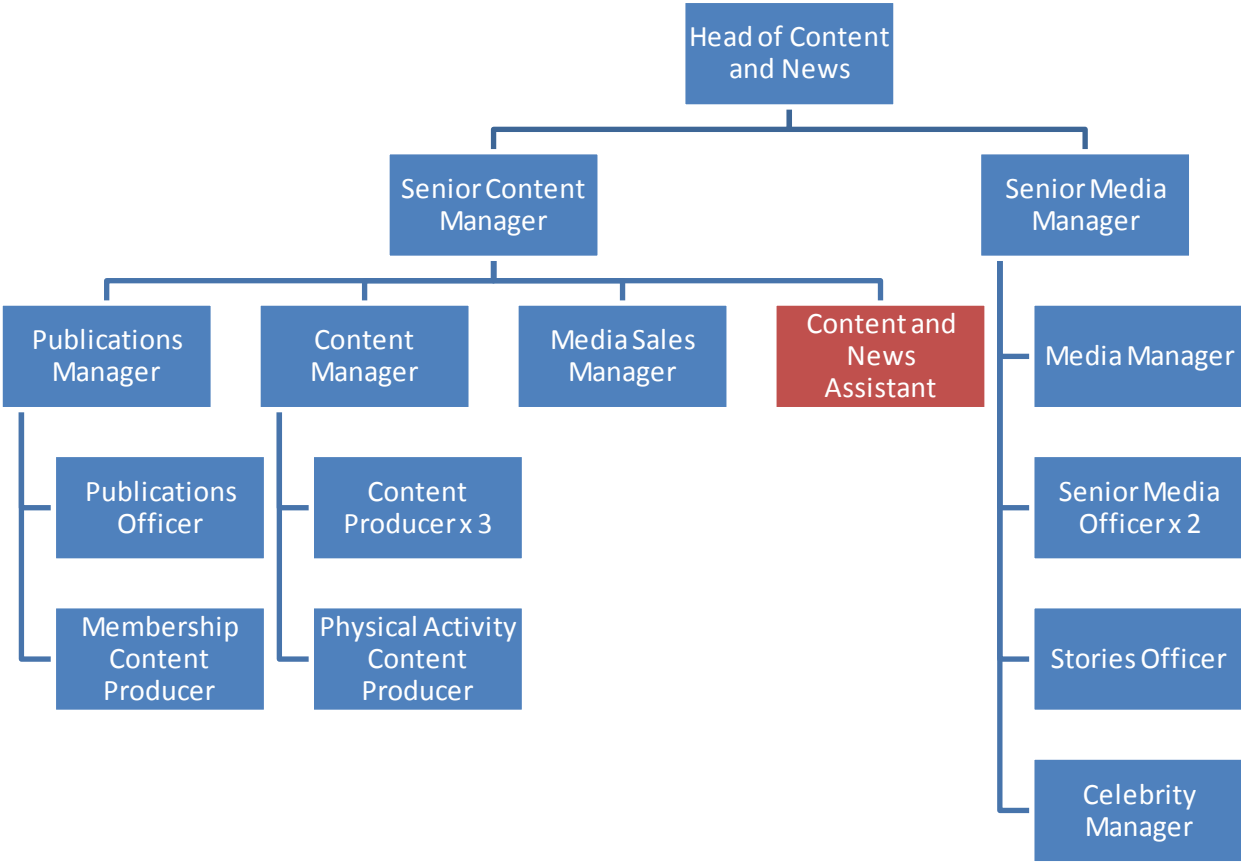 Head of Content
and News
Senior Content
Manager
Senior Media
Manager
Publications
Manager
Content
Manager
Media Sales
Manager
Content and
News
Assistant
Media Manager
Publications
Officer
Content
Producer x 3
Senior Media
Officer x 2
Membership
Content
Producer
Physical Activity
Content
Producer
Stories Officer
Celebrity
Manager